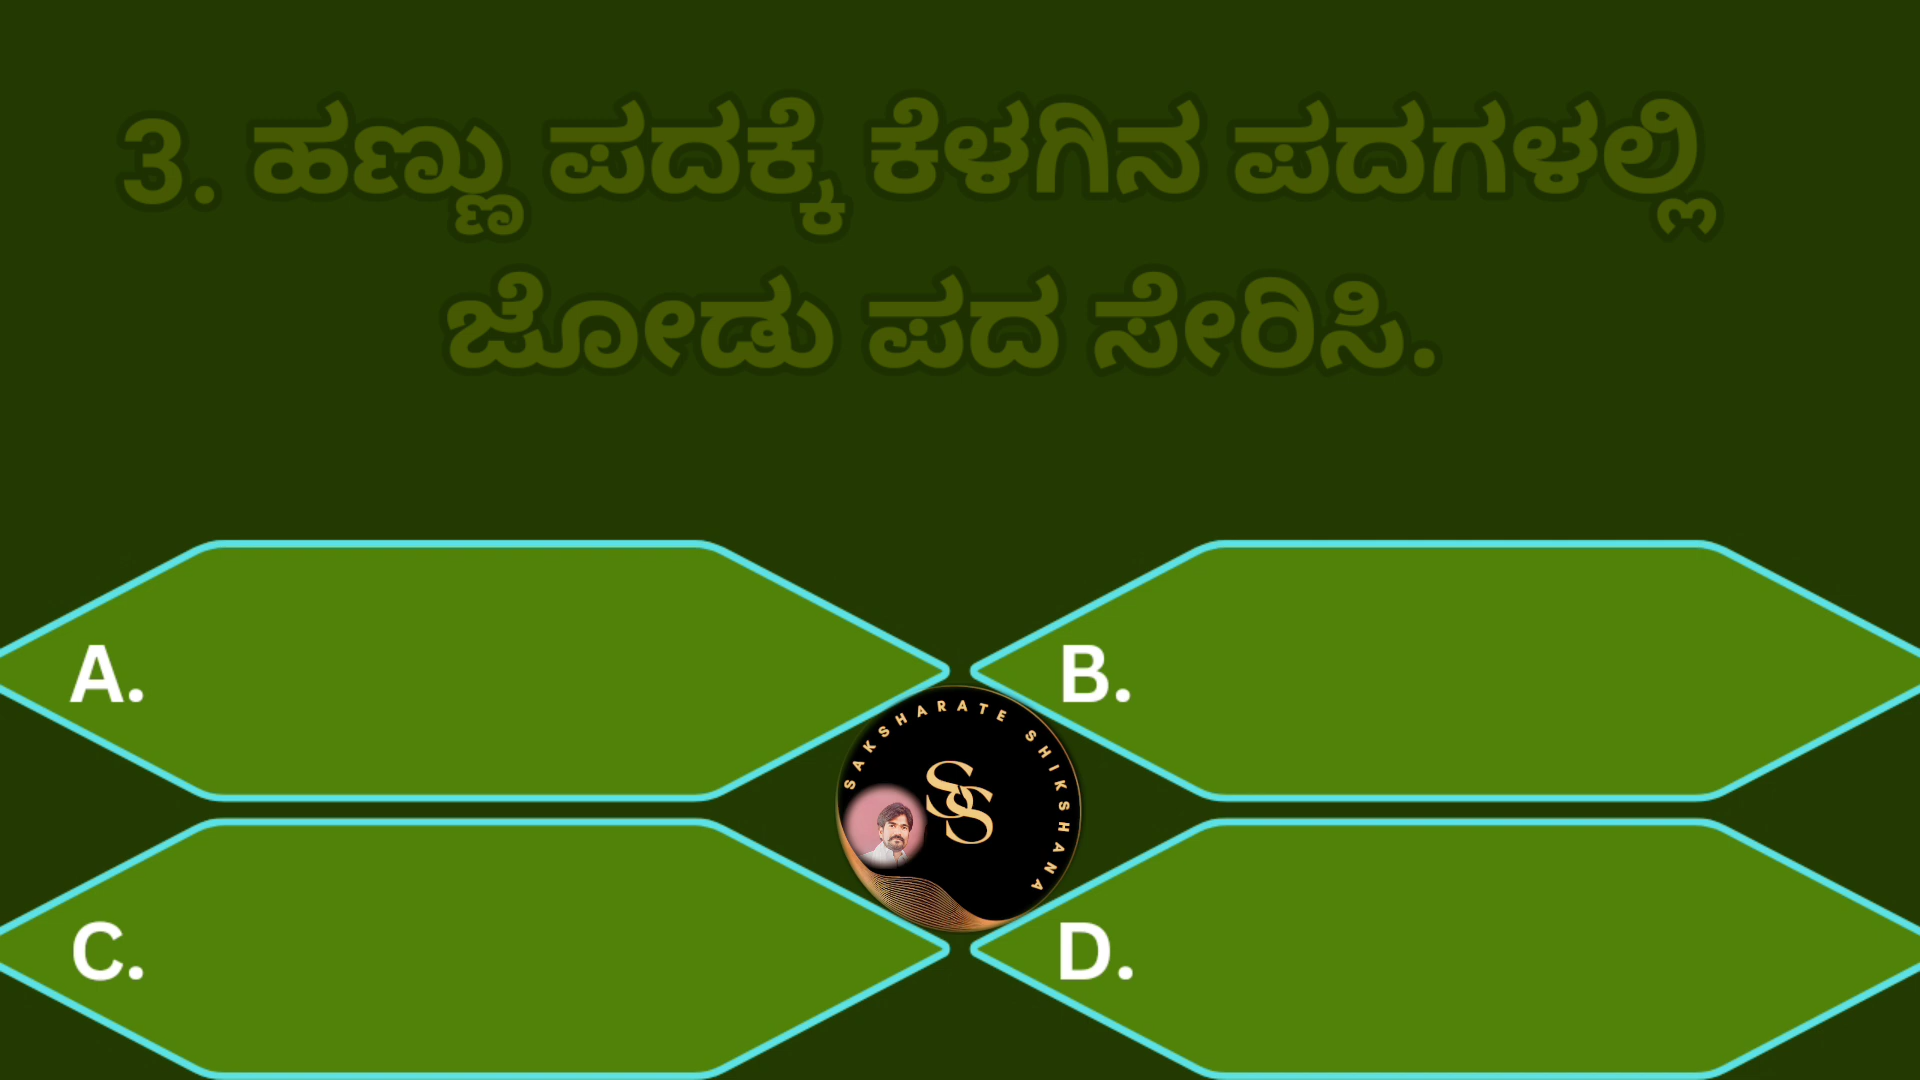 3. ಹಣ್ಣು ಪದಕ್ಕೆ ಕೆಳಗಿನ ಪದಗಳಲ್ಲಿ
ಜೋಡು ಪದ ಸೇರಿಸಿ.
A.
B.
SAKSHARATE SHIKSHANA
SS
C.
D.